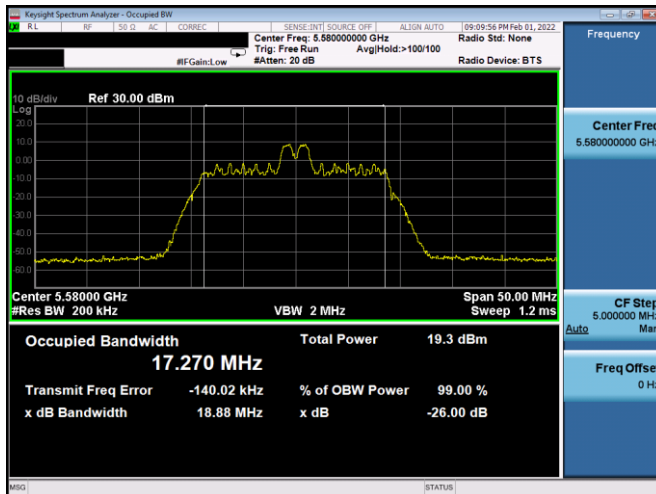 Keysight Spectrum Analyzer - Occupied BW
RL RF 50 Ω AC CORREC SENSE:INT SOURCE OFF ALIGN AUTO 09:09:56 PM Feb 01, 2022
Center Freq: 5.580000000 GHz Radio Std: None
Trig: Free Run Avg|Hold:>100/100
#IFGain:Low #Atten: 20 dB Radio Device: BTS
Frequency
10 dB/div Ref 30.00 dBm
Log
20.0
10.0
0.00
-10.0
-20.0
-30.0
-40.0
-50.0
-60.0
Center 5.58000 GHz Span 50.00 MHz
#Res BW 200 kHz VBW 2 MHz Sweep 1.2 ms
Occupied Bandwidth Total Power 19.3 dBm
17.270 MHz
Transmit Freq Error -140.02 kHz % of OBW Power 99.00 %
x dB Bandwidth 18.88 MHz x dB -26.00 dB
Center Freq
5.580000000 GHz
CF Step
5.000000 MHz
Auto Man
Freq Offset
0 Hz
MSG STATUS